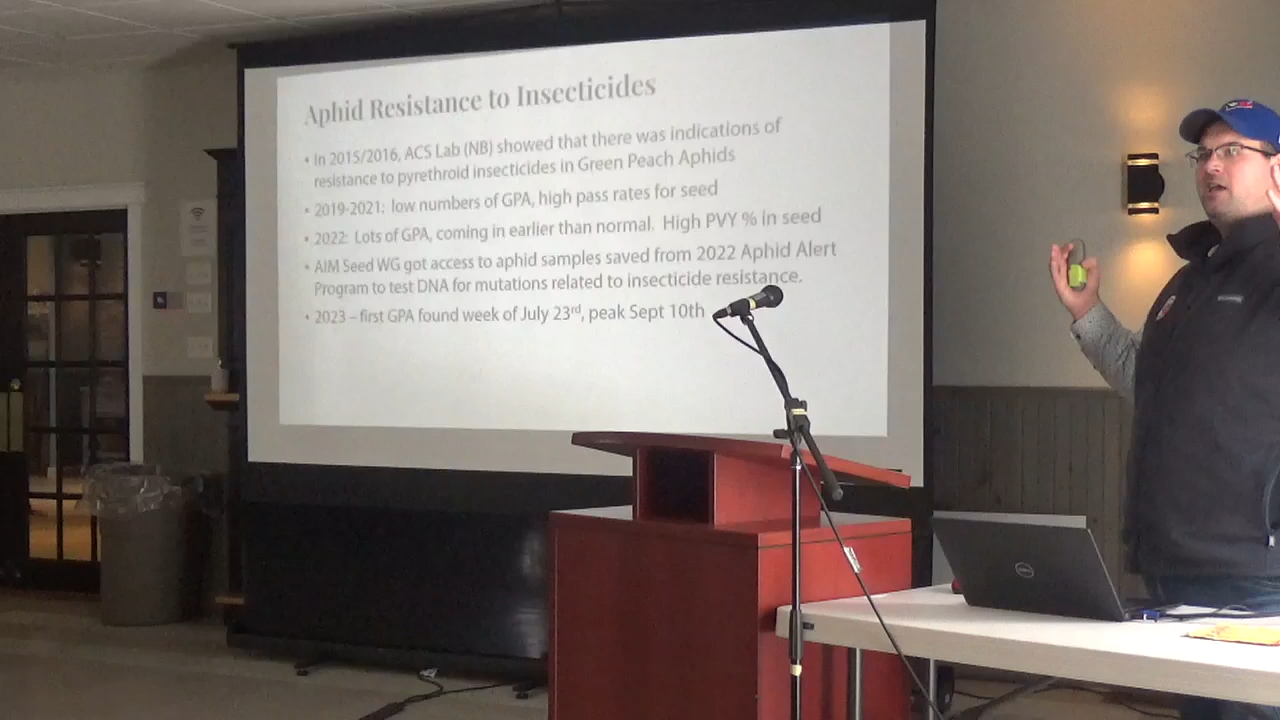 Aphid Resistance to Insecticides
• In 2015/2016, ACS Lab (NB) showed that there was indications of
resistance to pyrethroid insecticides in Green Peach Aphids
• 2019-2021: low numbers of GPA, high pass rates for seed
• 2022: Lots of GPA, coming in earlier than normal. High PVY % in seed
• AIM Seed WG got access to aphid samples saved from 2022 Aphid Alert
Program to test DNA for mutations related to insecticide resistance.
• 2023 – first GPA found week of July 23rd, peak Sept 10th
DELL